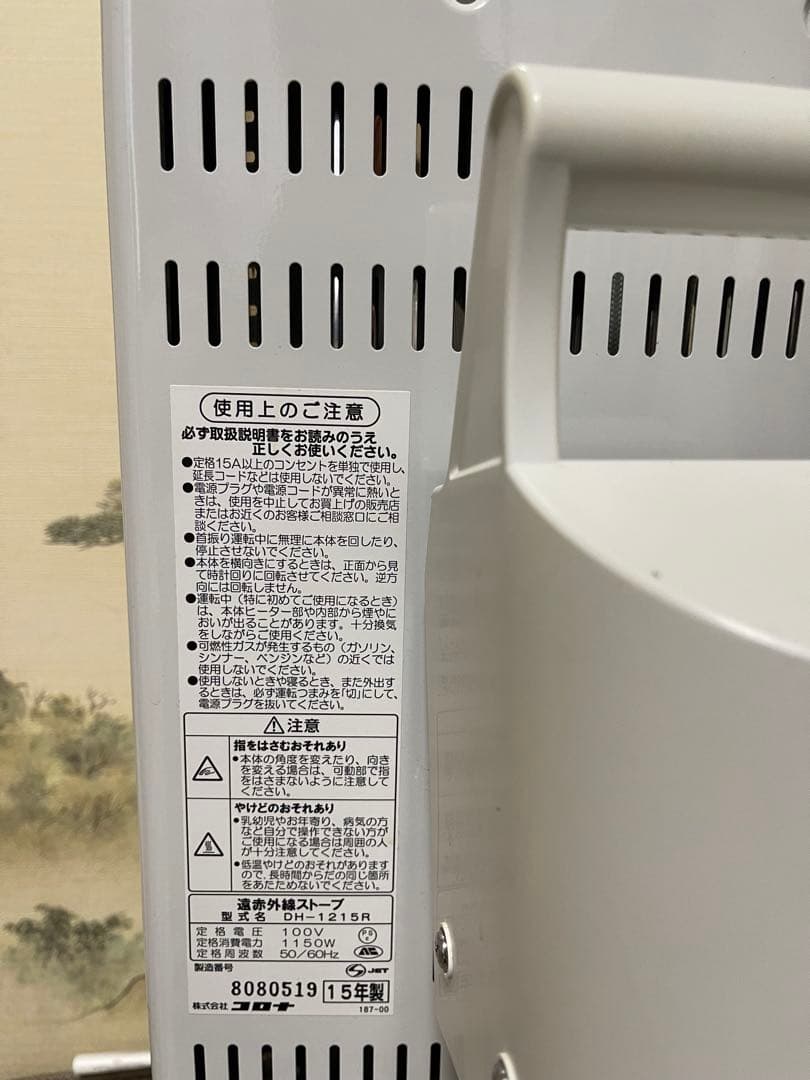 使用上のご注意
必ず取扱説明書をお読みのうえ
正しくお使いください。
●定格15A以上のコンセントを単独で使用し、
延長コードなどは使用しないでください。
●電源プラグや電源コードが異常に熱いと
きは、使用を中止してお買上げの販売店
またはお近くのお客様ご相談窓口にご相
談ください。
●首振り運転中に無理に本体を回したり、
停止させないでください。
●本体を横向きにするときは、正面から見
て時計回りに回転させてください。逆方
向には回転しません。
●運転中（特に初めてご使用になるとき）
は、本体ヒーター部や内部から煙やに
おいが出ることがあります。十分換気
をしながらご使用ください。
●可燃性ガスが発生するもの（ガソリン、
シンナー、ベンジンなど）の近くでは
使用しないでください。
●使用しないときや寝るとき、また外出す
るときは、必ず運転つまみを「切」にして、
電源プラグを抜いてください。
⚠注意
指をはさむおそれあり
●本体の角度を変えたり、向き
を変える場合は、可動部で指
をはさまないように注意して
ください。
やけどのおそれあり
●乳幼児やお年寄り、病気の方
など自分で操作できない方が
ご使用になる場合は周囲の人
が十分注意してください。
●低温やけどのおそれがあります
ので、長時間からだの同じ箇所
をあたためないでください。
遠赤外線ストーブ
型式名 DH-1215R
定格電圧 100V
定格消費電力 1150W
定格周波数 50/60Hz
PS
E
JET
製造番号
8080519 15年製
株式会社 コロナ
187-00